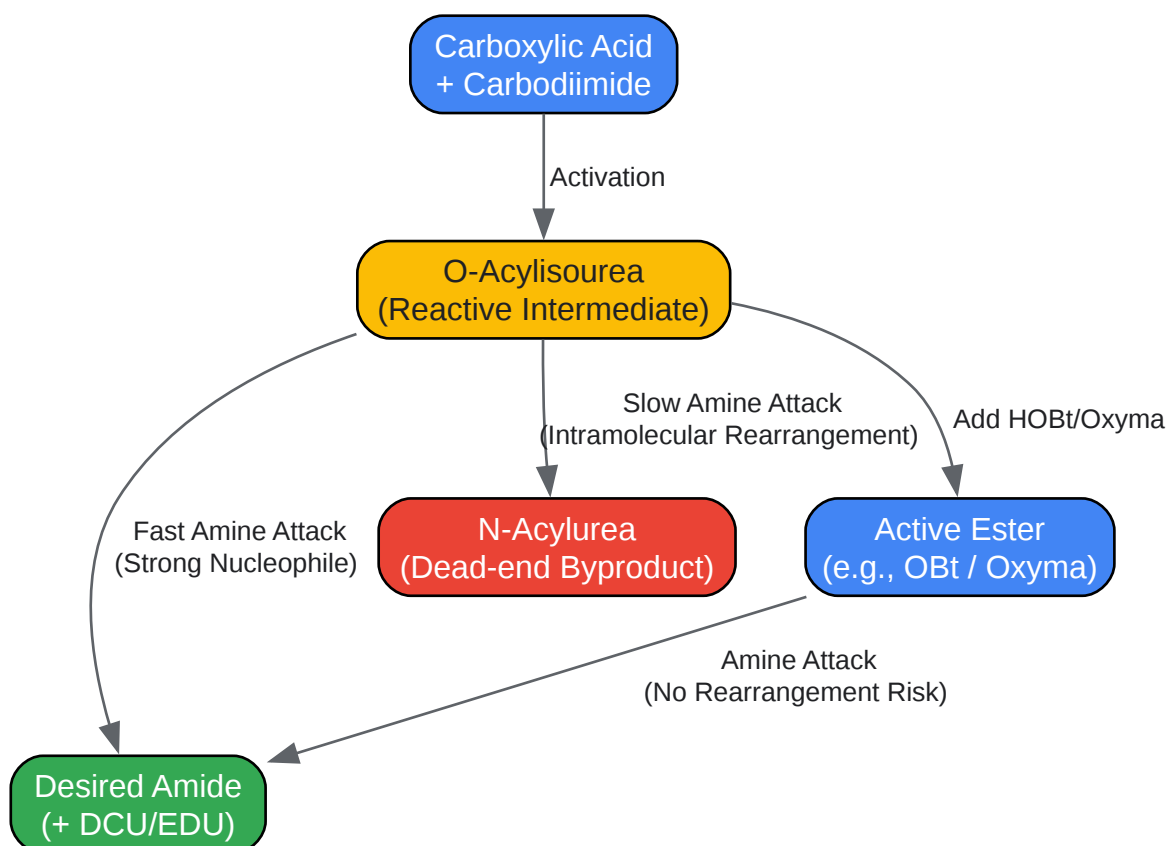 Carboxylic Acid
+ Carbodiimide
Activation
O-Acylisourea
(Reactive Intermediate)
Slow Amine Attack
(Intramolecular Rearrangement)
Add HOBt/Oxyma
Fast Amine Attack
(Strong Nucleophile)
N-Acylurea
(Dead-end Byproduct)
Active Ester
(e.g., OBt / Oxyma)
Amine Attack
(No Rearrangement Risk)
Desired Amide
(+ DCU/EDU)